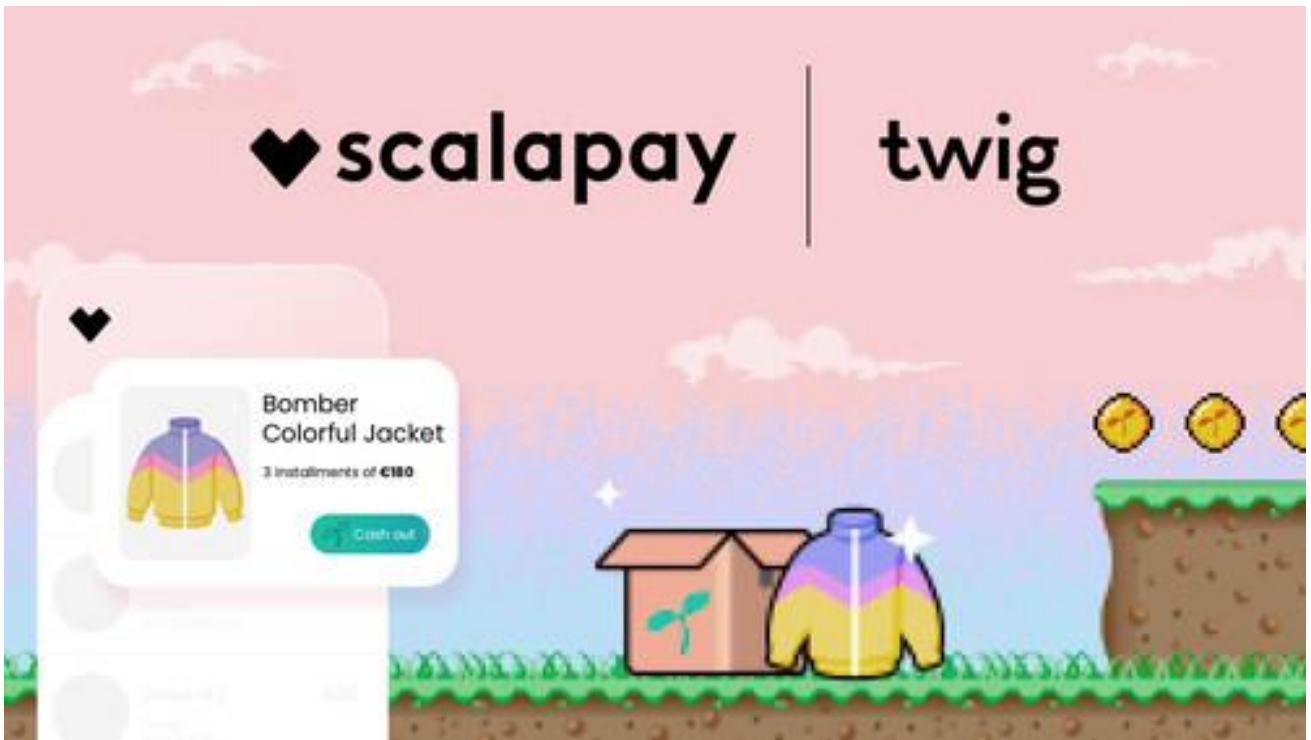 scalapay
twig
Bomber
Colorful Jacket
3 installments of €180
Cash out